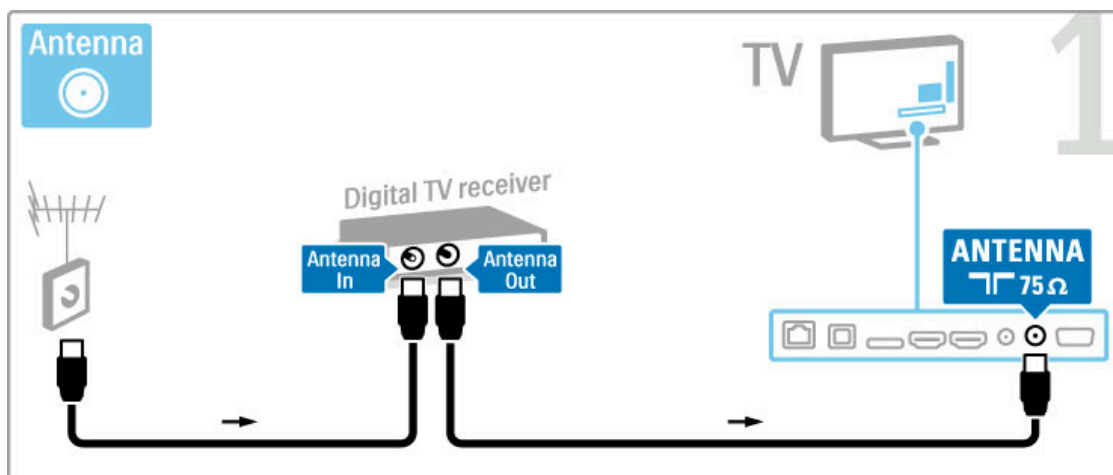 Antenna
TV
1
Digital TV receiver
Antenna
In
Antenna
Out
ANTENNA
75 Ω